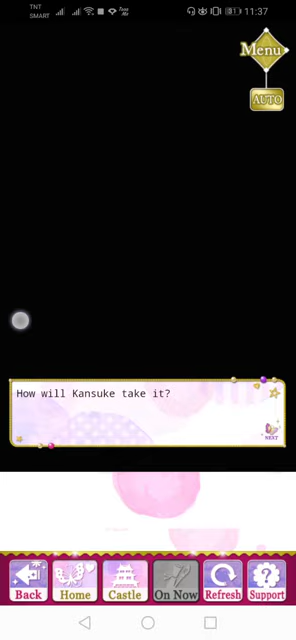 TNT
SMART
11:37
Menu
AUTO
How will Kansuke take it?
NEXT
Back
Home
Castle
On Now
Refresh
Support